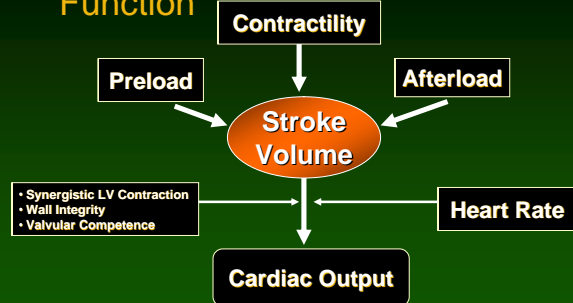 Function
Contractility
Preload
Afterload
Stroke
Volume
• Synergistic LV Contraction
• Wall Integrity
• Valvular Competence
Heart Rate
Cardiac Output